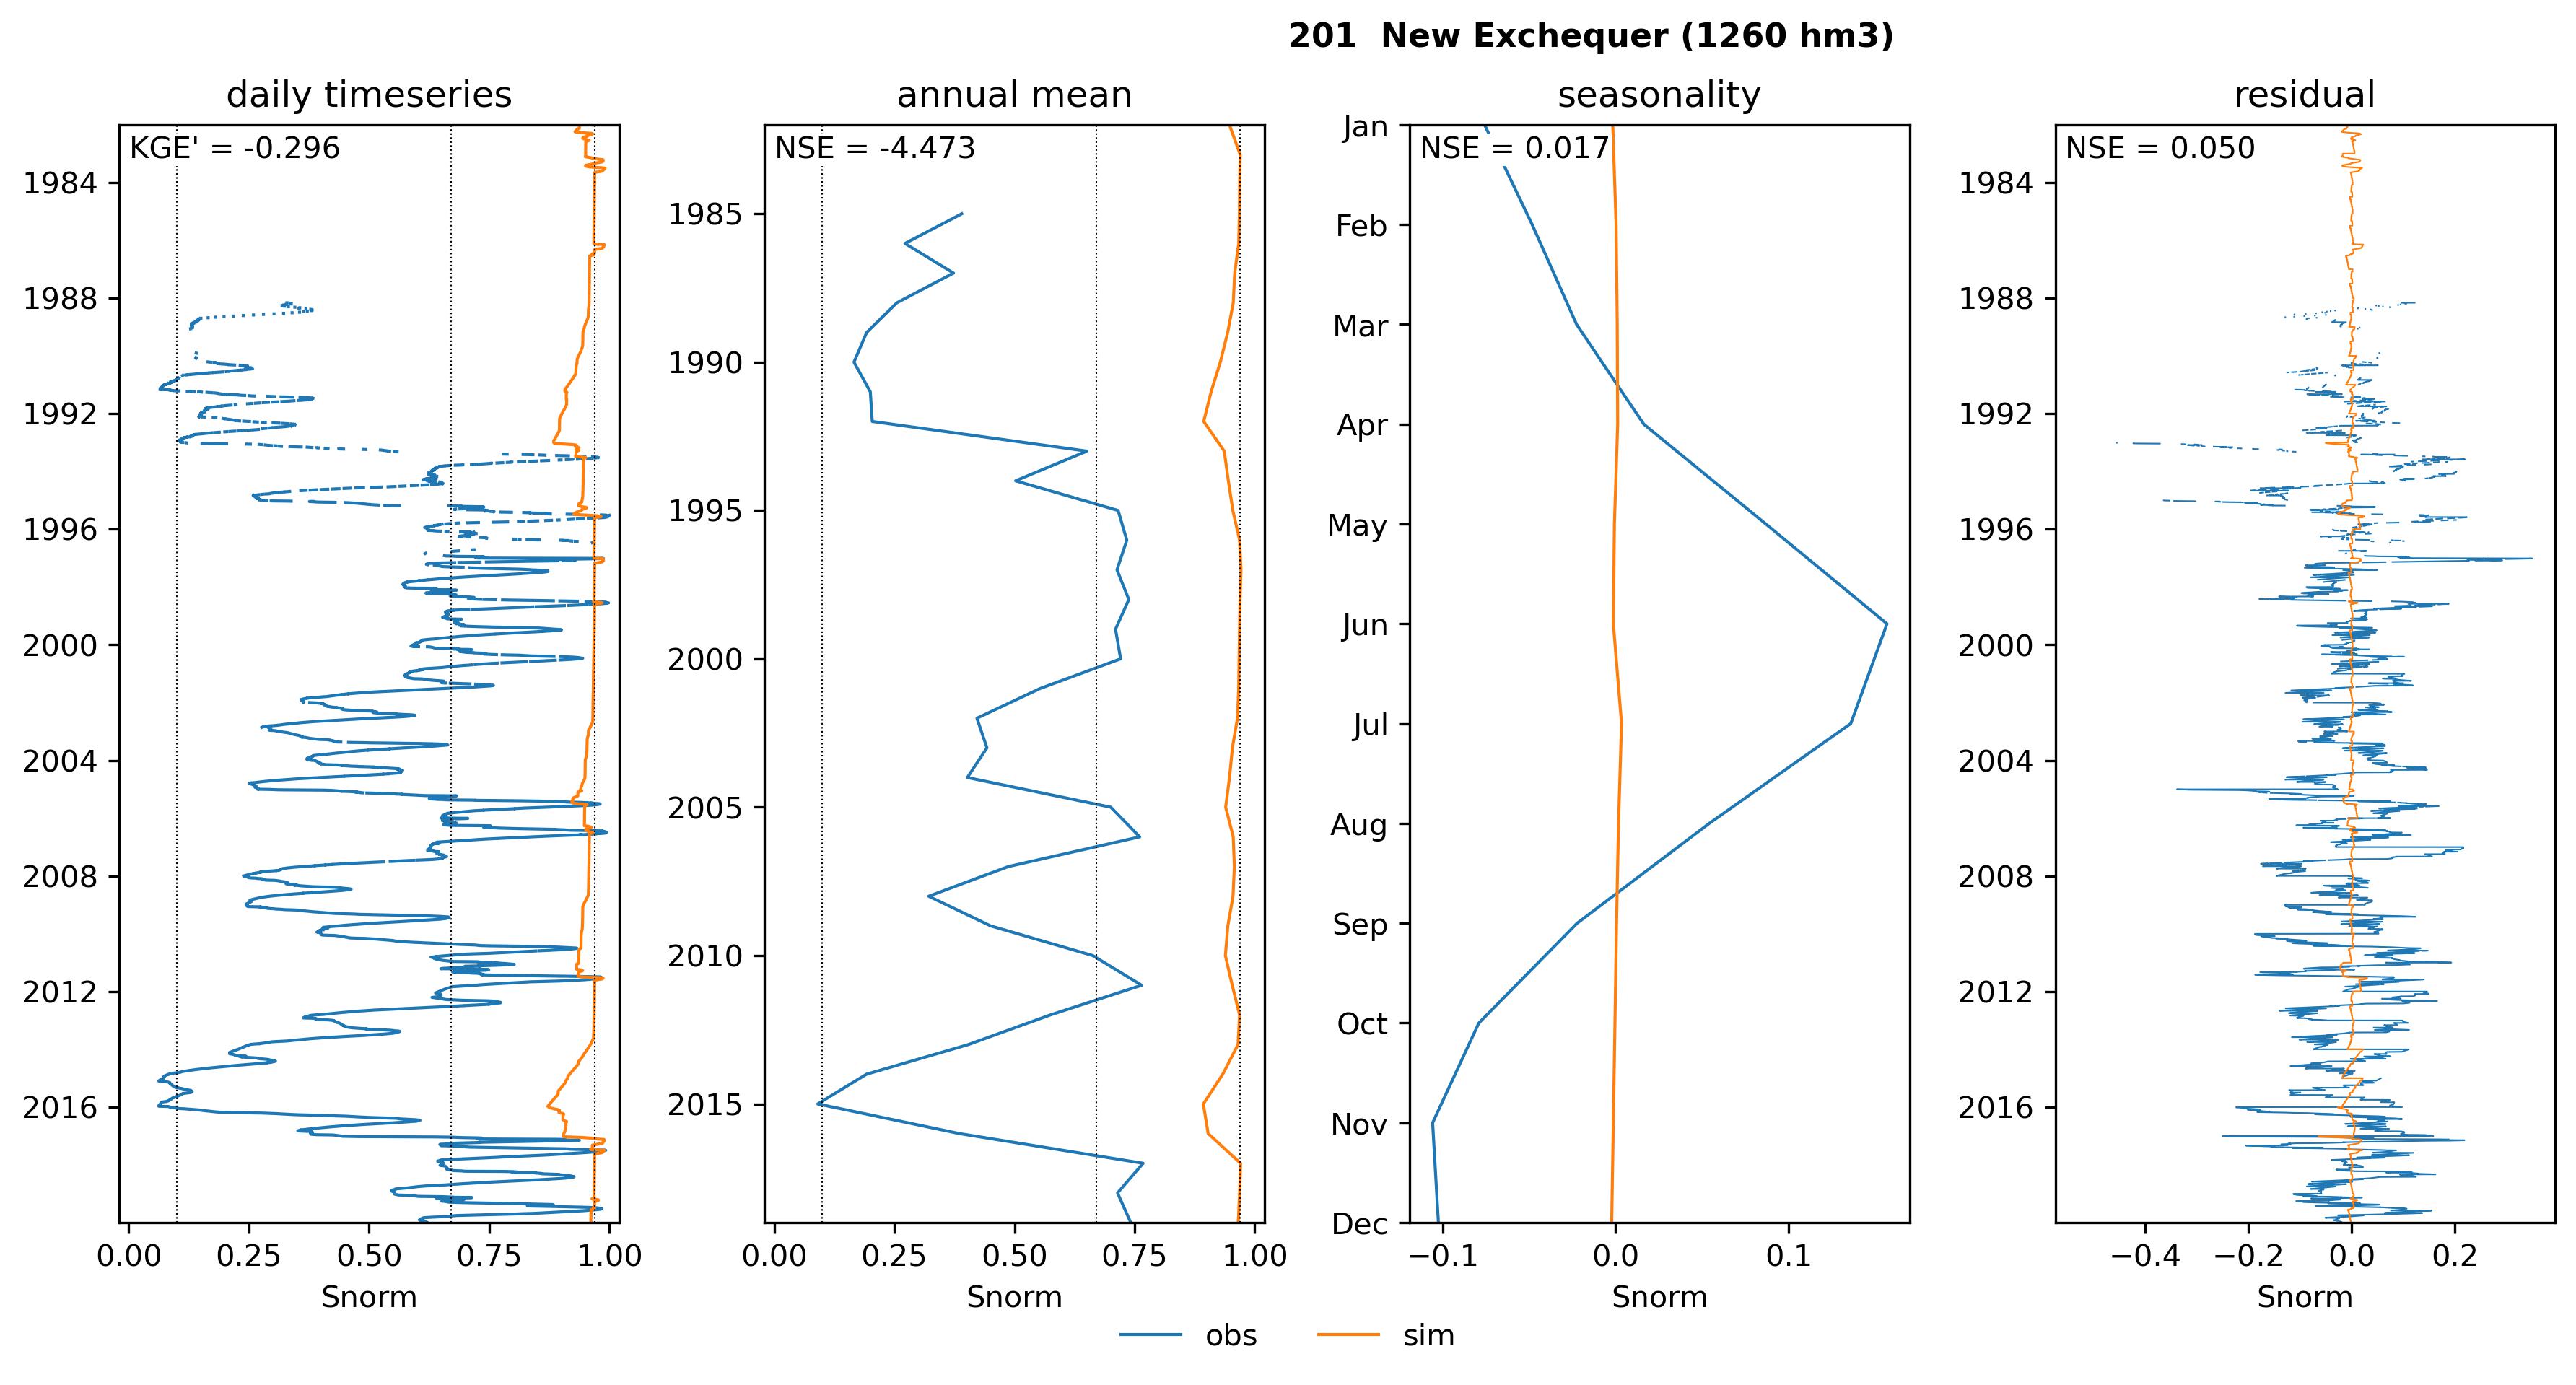 201  New Exchequer (1260 hm3)
daily timeseries
KGE' = -0.296
1984
1988
1992
1996
2000
2004
2008
2012
2016
0.00 0.25 0.50 0.75 1.00
Snorm
annual mean
NSE = -4.473
1985
1990
1995
2000
2005
2010
2015
0.00 0.25 0.50 0.75 1.00
Snorm
seasonality
NSE = 0.017
Jan
Feb
Mar
Apr
May
Jun
Jul
Aug
Sep
Oct
Nov
Dec
−0.1 0.0 0.1
Snorm
residual
NSE = 0.050
1984
1988
1992
1996
2000
2004
2008
2012
2016
−0.4 −0.2 0.0 0.2
Snorm
obs sim